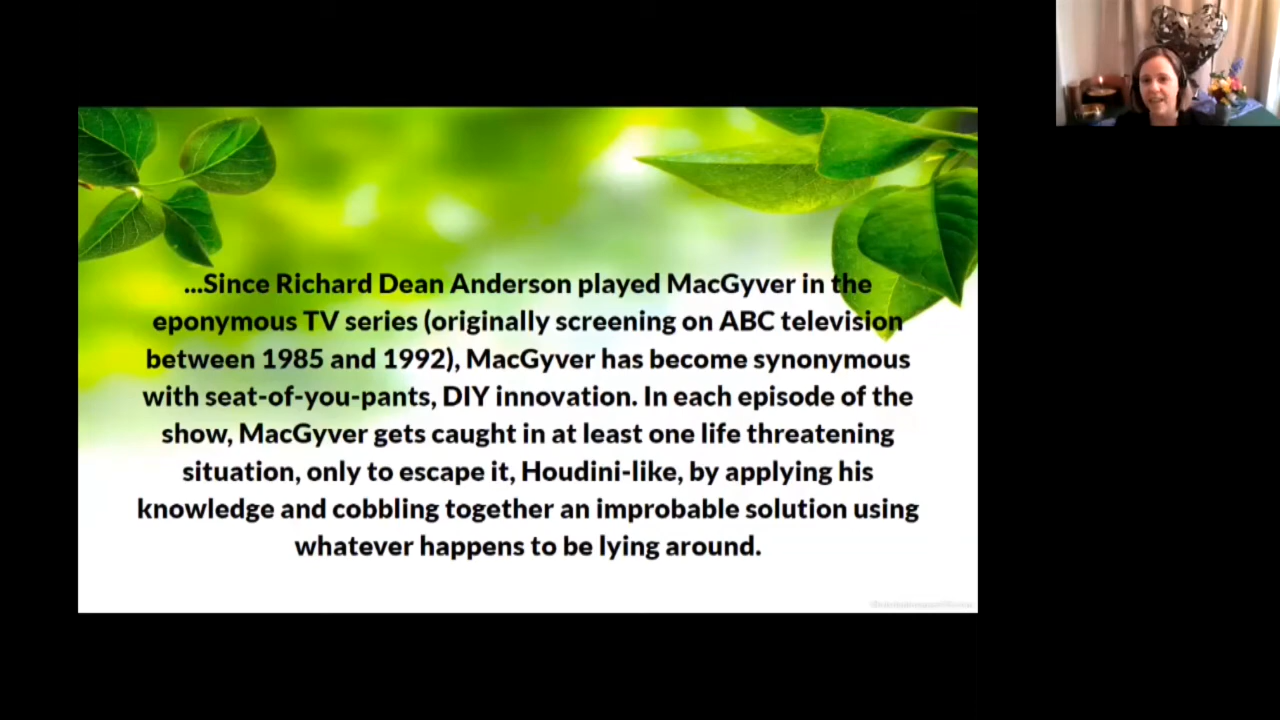 ...Since Richard Dean Anderson played MacGyver in the
eponymous TV series (originally screening on ABC television
between 1985 and 1992), MacGyver has become synonymous
with seat-of-you-pants, DIY innovation. In each episode of the
show, MacGyver gets caught in at least one life threatening
situation, only to escape it, Houdini-like, by applying his
knowledge and cobbling together an improbable solution using
whatever happens to be lying around.